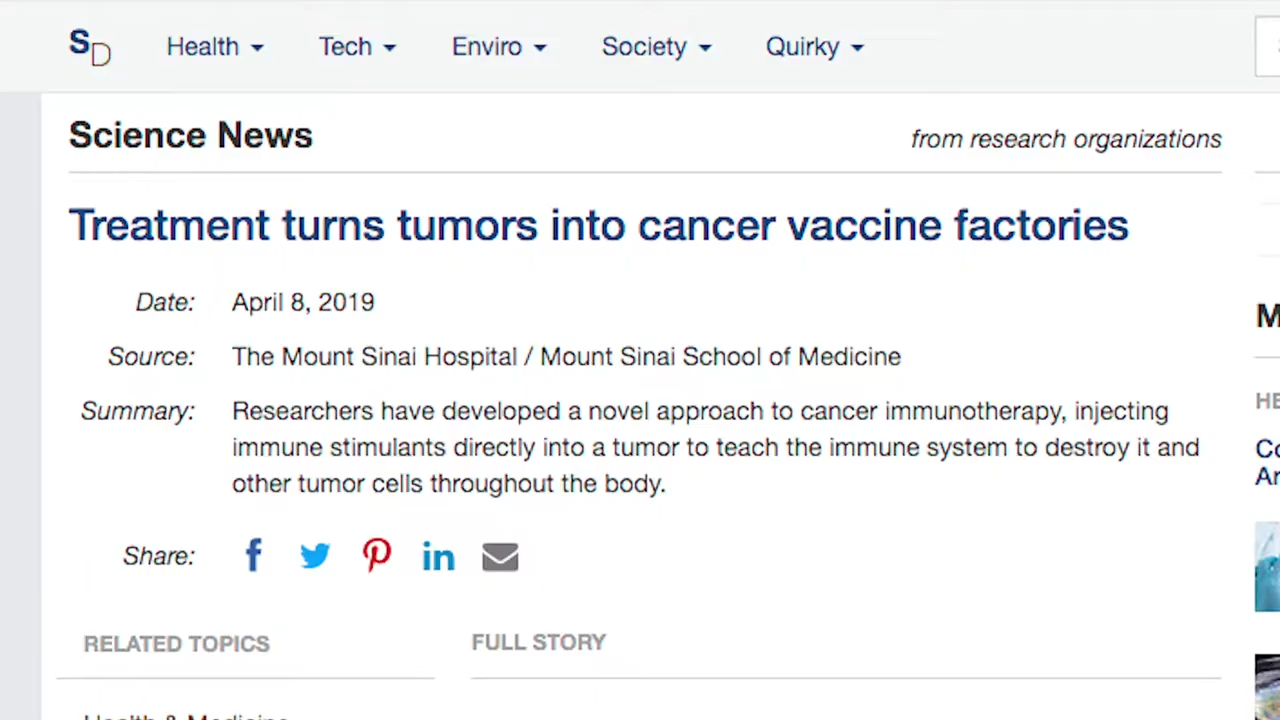 SD Health Tech Enviro Society Quirky
Science News
from research organizations
Treatment turns tumors into cancer vaccine factories
Date: April 8, 2019
Source: The Mount Sinai Hospital / Mount Sinai School of Medicine
Summary: Researchers have developed a novel approach to cancer immunotherapy, injecting
immune stimulants directly into a tumor to teach the immune system to destroy it and
other tumor cells throughout the body.
Share:
RELATED TOPICS
FULL STORY
Health & Medicine